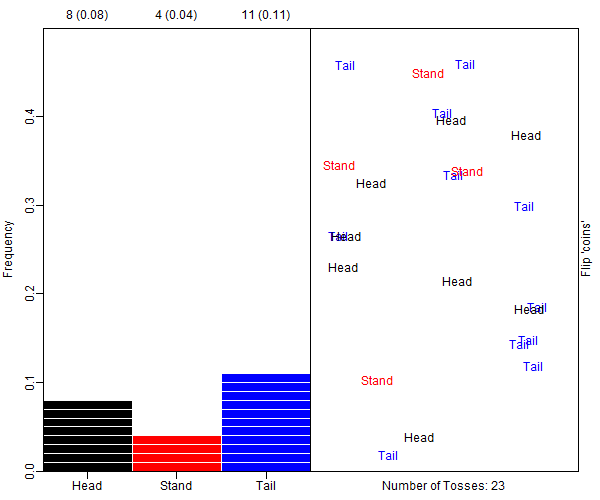 8 (0.08) 4 (0.04) 11 (0.11)
Frequency
0.4
0.3
0.2
0.1
0.0
Head Stand Tail
Tail
Tail
Stand
Tail
Head
Head
Stand
Stand
Tail
Head
Tail
Tail
Head
Head
Head
Tail
Head
Tail
Tail
Tail
Stand
Head
Tail
Flip 'coins'
Number of Tosses: 23